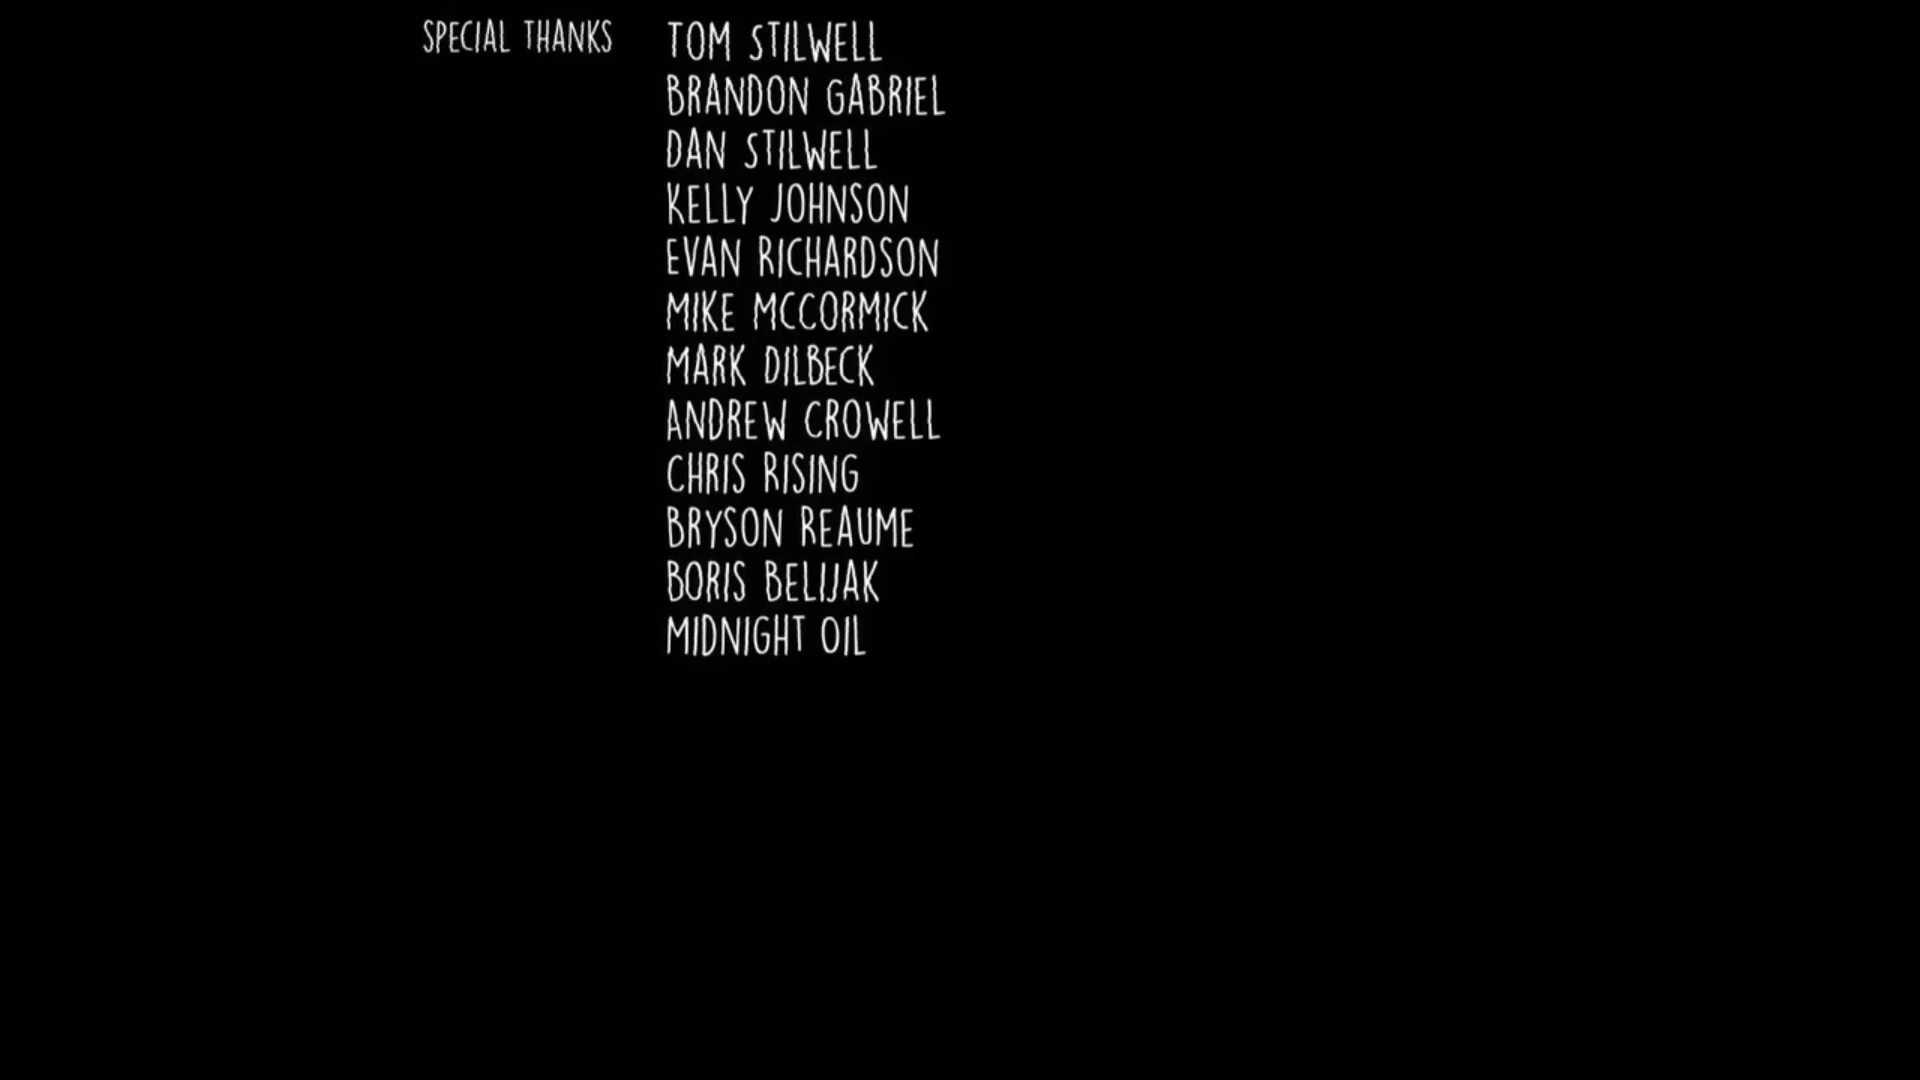 SPECIAL THANKS TOM STILWELL
BRANDON GABRIEL
DAN STILWELL
KELLY JOHNSON
EVAN RICHARDSON
MIKE MCCORMICK
MARK DILBECK
ANDREW CROWELL
CHRIS RISING
BRYSON REAUME
BORIS BELIJAK
MIDNIGHT OIL